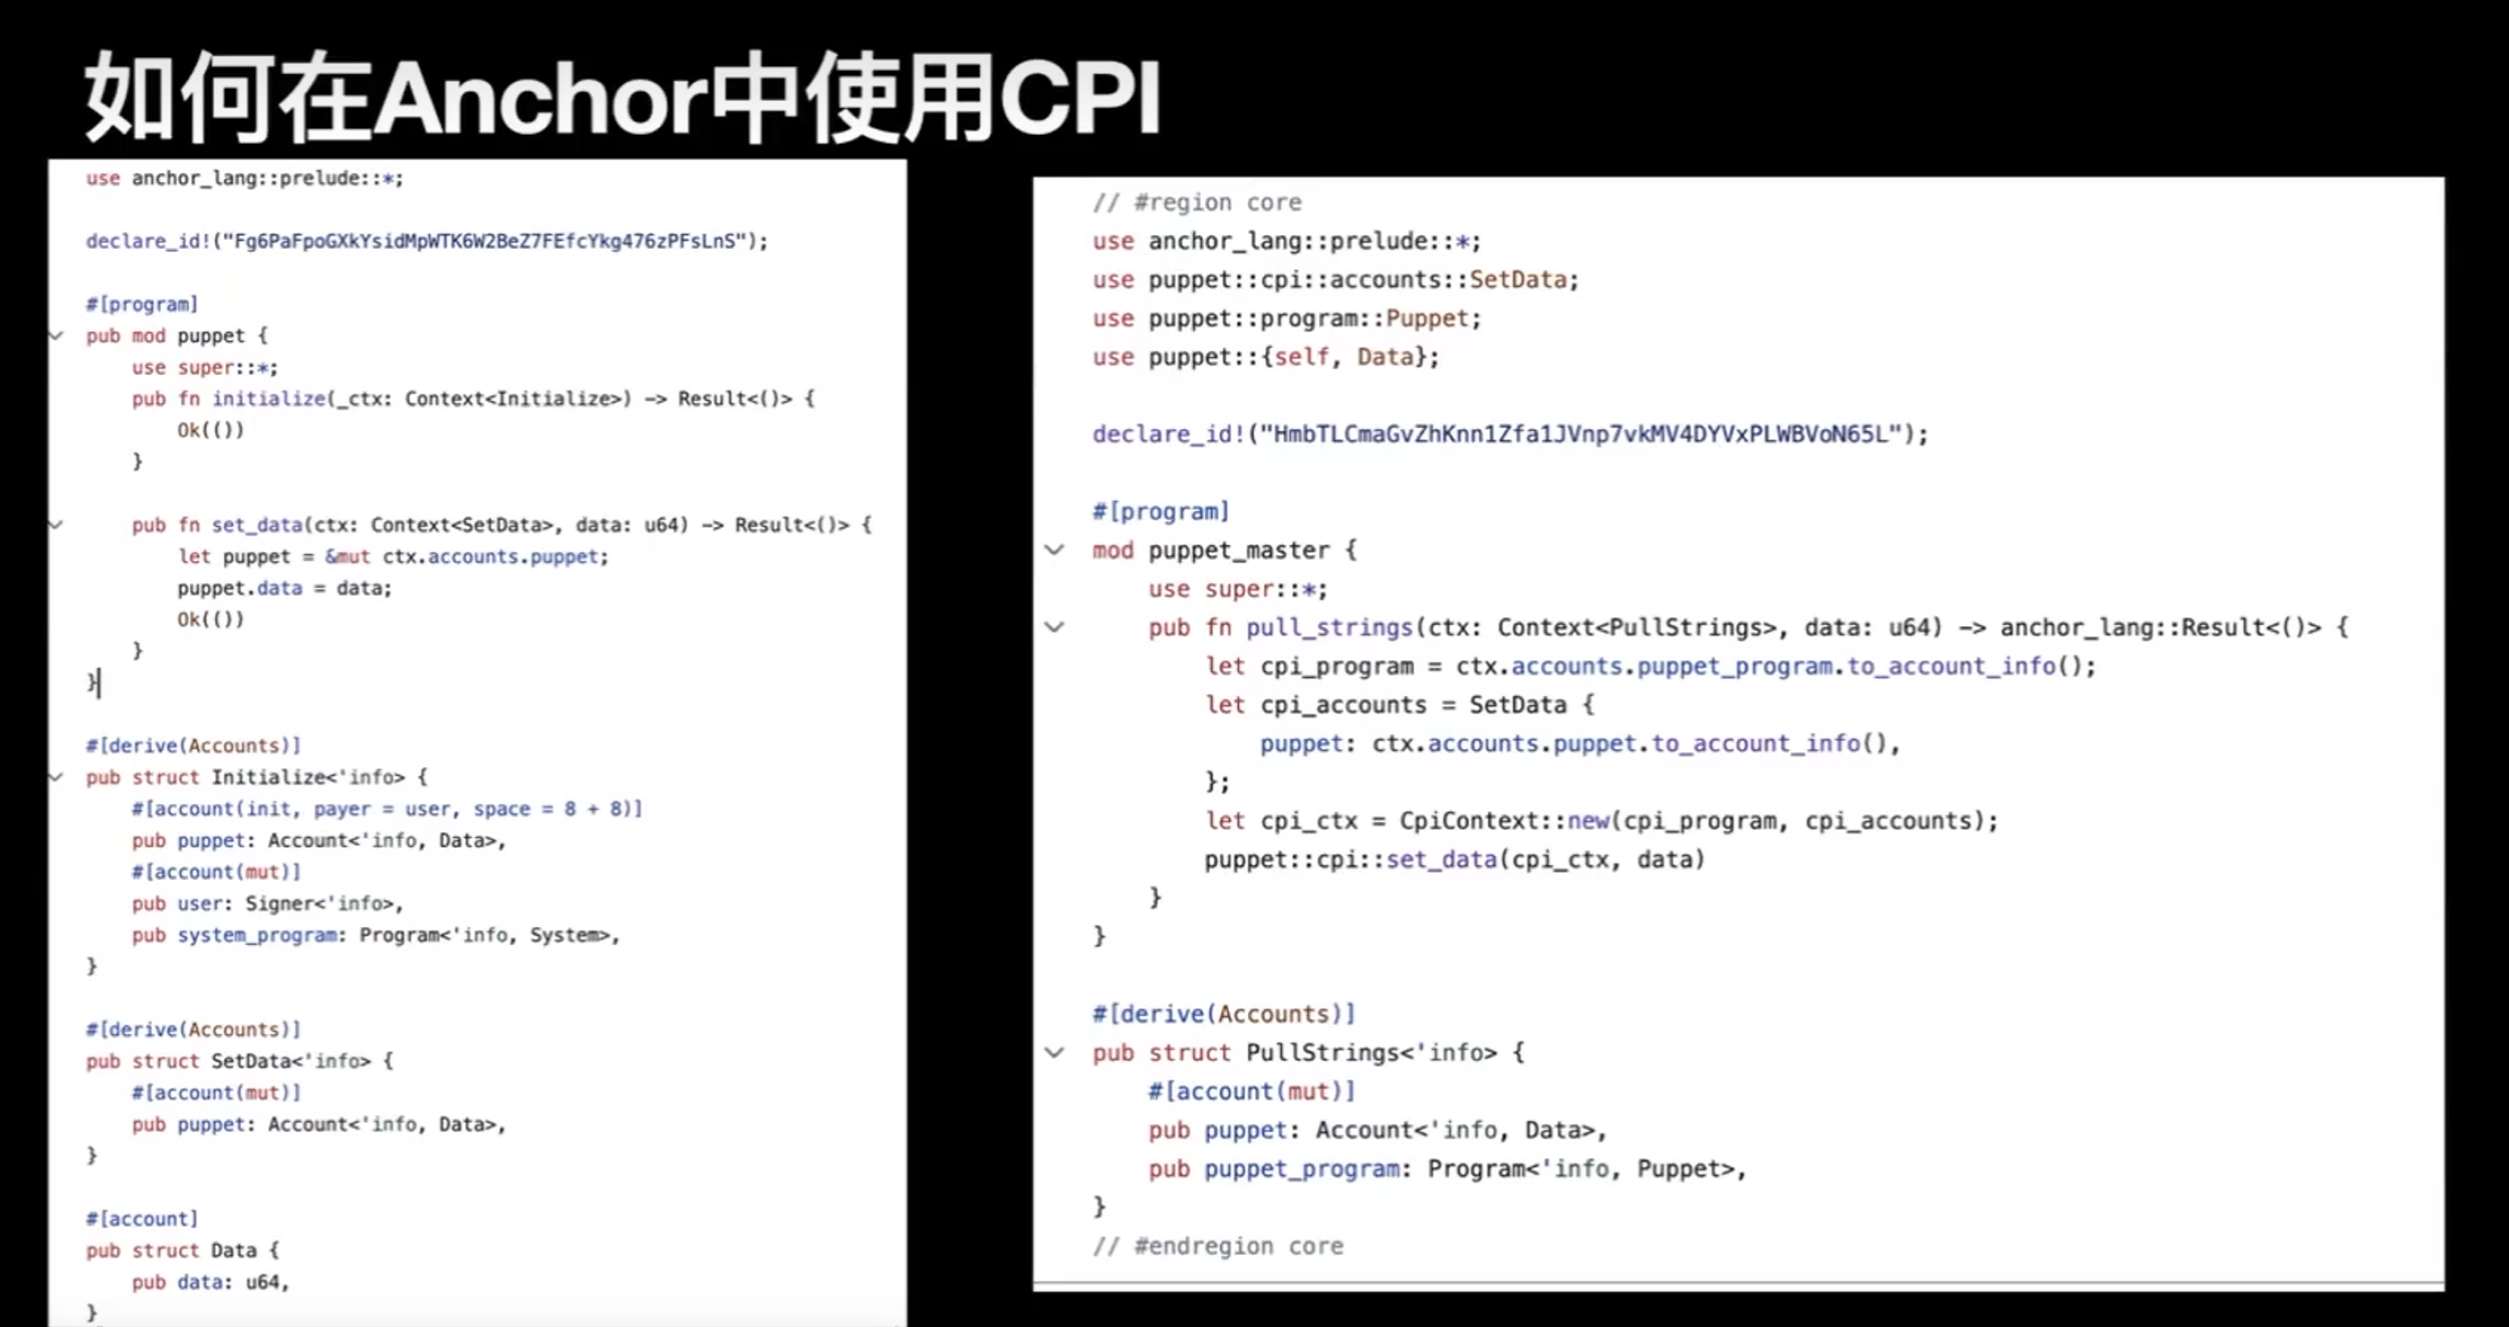 如何在Anchor中使用CPI
use anchor_lang::prelude::*;
declare_id!("Fg6PaFpoGXkYsidMpWTK6W2BeZ7FEfcYkg476zPFsLnS");
#[program]
pub mod puppet {
    use super::*;
    pub fn initialize(_ctx: Context<Initialize>) -> Result<()> {
        Ok(())
    }
    pub fn set_data(ctx: Context<SetData>, data: u64) -> Result<()> {
        let puppet = &mut ctx.accounts.puppet;
        puppet.data = data;
        Ok(())
    }
}
#[derive(Accounts)]
pub struct Initialize<'info> {
    #[account(init, payer = user, space = 8 + 8)]
    pub puppet: Account<'info, Data>,
    #[account(mut)]
    pub user: Signer<'info>,
    pub system_program: Program<'info, System>,
}
#[derive(Accounts)]
pub struct SetData<'info> {
    #[account(mut)]
    pub puppet: Account<'info, Data>,
}
#[account]
pub struct Data {
    pub data: u64,
}
// #region core
use anchor_lang::prelude::*;
use puppet::cpi::accounts::SetData;
use puppet::program::Puppet;
use puppet::{self, Data};
declare_id!("HmbTLCmaGvZhKnn1Zfa1JVnp7vkMV4DYVxPLWBVoN65L");
#[program]
mod puppet_master {
    use super::*;
    pub fn pull_strings(ctx: Context<PullStrings>, data: u64) -> anchor_lang::Result<()> {
        let cpi_program = ctx.accounts.puppet_program.to_account_info();
        let cpi_accounts = SetData {
            puppet: ctx.accounts.puppet.to_account_info(),
        };
        let cpi_ctx = CpiContext::new(cpi_program, cpi_accounts);
        puppet::cpi::set_data(cpi_ctx, data)
    }
}
#[derive(Accounts)]
pub struct PullStrings<'info> {
    #[account(mut)]
    pub puppet: Account<'info, Data>,
    pub puppet_program: Program<'info, Puppet>,
}
// #endregion core